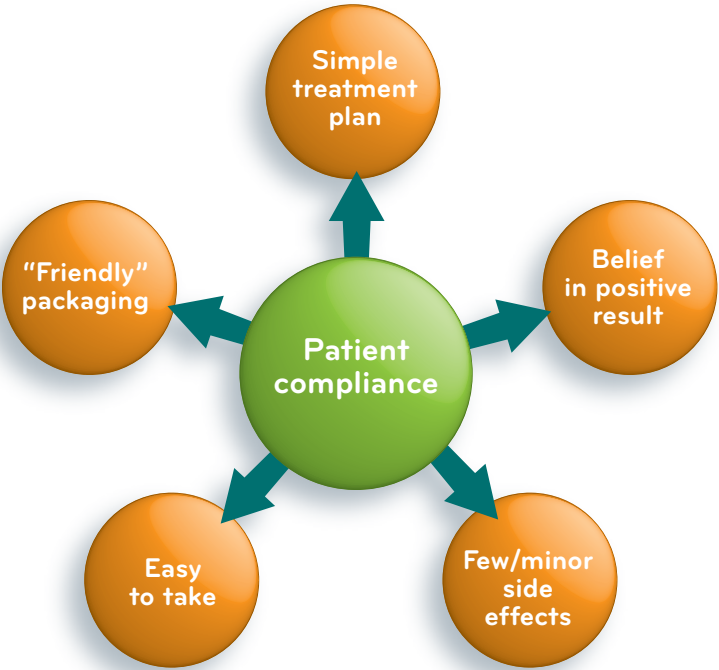 Simple
treatment
plan
“Friendly”
packaging
Belief
in positive
result
Patient
compliance
Easy
to take
Few/minor
side
effects